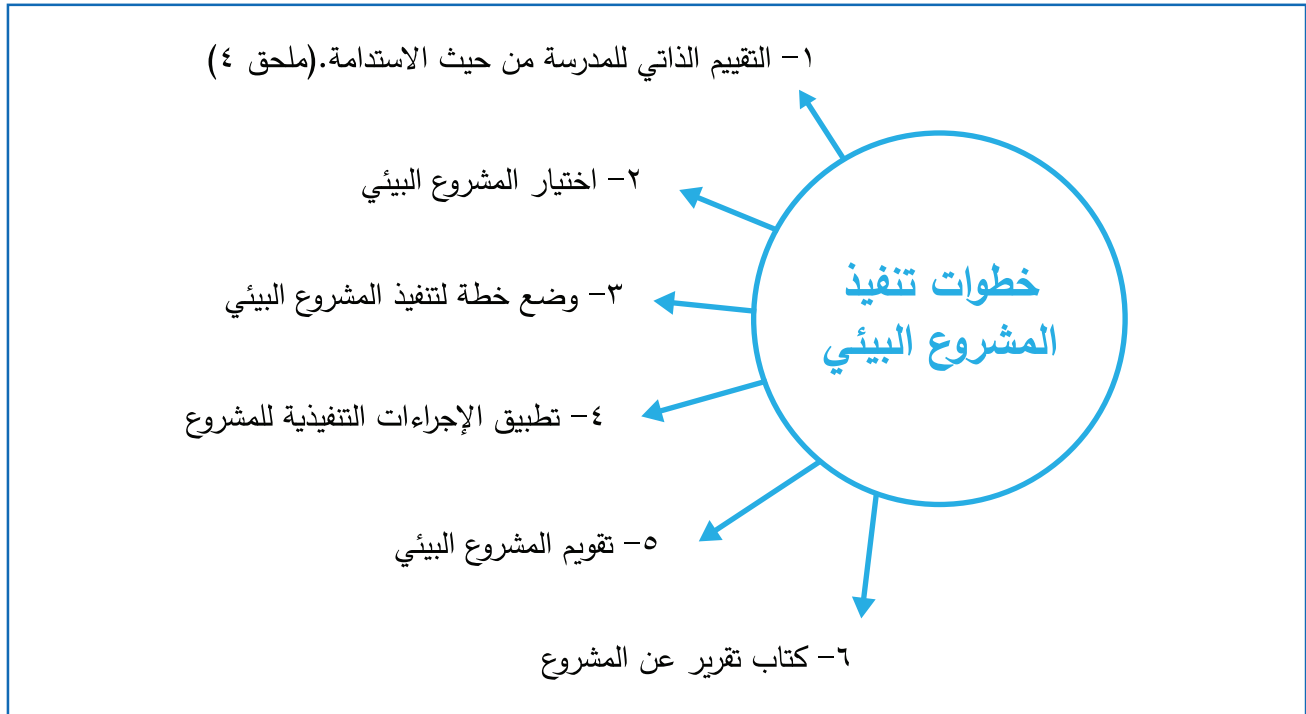 ١- التقييم الذاتي للمدرسة من حيث الاستدامة.(ملحق ٤)
٢- اختيار المشروع البيئي
٣- وضع خطة لتنفيذ المشروع البيئي
٤- تطبيق الإجراءات التنفيذية للمشروع
٥- تقويم المشروع البيئي
٦- كتاب تقرير عن المشروع
خطوات تنفيذ
المشروع البيئي